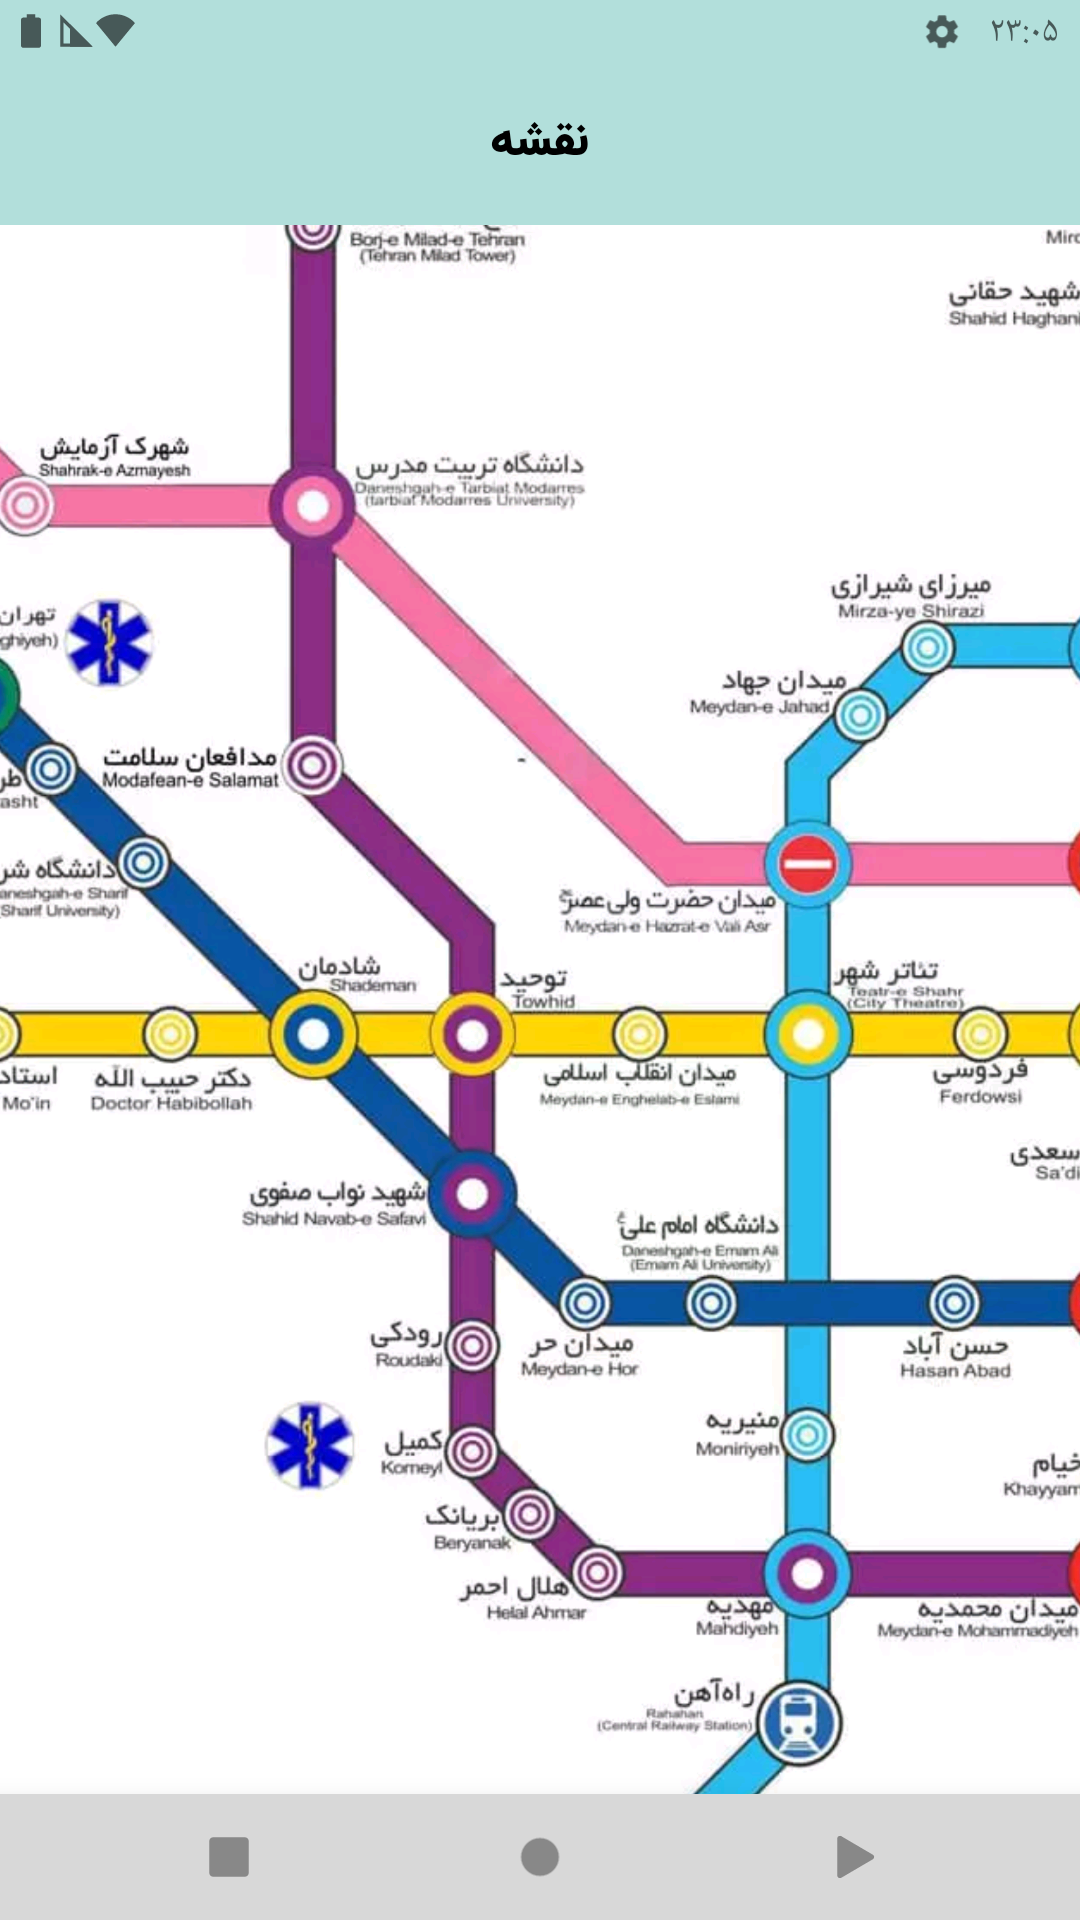 ۲۳:۰۵
نقشه
Borj-e Milad-e Tehran
(Tehran Milad Tower)
شهید حقانی
Shahid Haghani
شهرک آزمایش
Shahrak-e Azmayesh
دانشگاه تربیت مدرس
Daneshgah-e Tarbiat Modarres
(tarbiat Modarres University)
میرزای شیرازی
Mirza-ye Shirazi
تهران
ghiyeh)
میدان جهاد
Meydan-e Jahad
مدافعان سلامت
Modafean-e Salamat
طر
asht
دانشگاه شر
aneshgah-e Sharif
(Sharif University)
میدان حضرت ولی‌عصر
Meydan-e Hazrat-e Vali Asr
شادمان
Shademan
توحید
Towhid
تئاتر شهر
Teatr-e Shahr
(City Theatre)
استاد
Mo'in
دکتر حبیب الله
Doctor Habibollah
میدان انقلاب اسلامی
Meydan-e Enghelab-e Eslami
فردوسی
Ferdowsi
سعدی
Sa'di
شهید نواب صفوی
Shahid Navab-e Safavi
دانشگاه امام علی
Daneshgah-e Emam Ali
(Emam Ali University)
رودکی
Roudaki
میدان حر
Meydan-e Hor
حسن آباد
Hasan Abad
منیریه
Moniriyeh
کمیل
Komeyl
خیام
Khayyam
بریانک
Beryanak
هلال احمر
Helal Ahmar
مهدیه
Mahdiyeh
میدان محمدیه
Meydan-e Mohammadiyeh
راه‌آهن
Rahahan
(Central Railway Station)